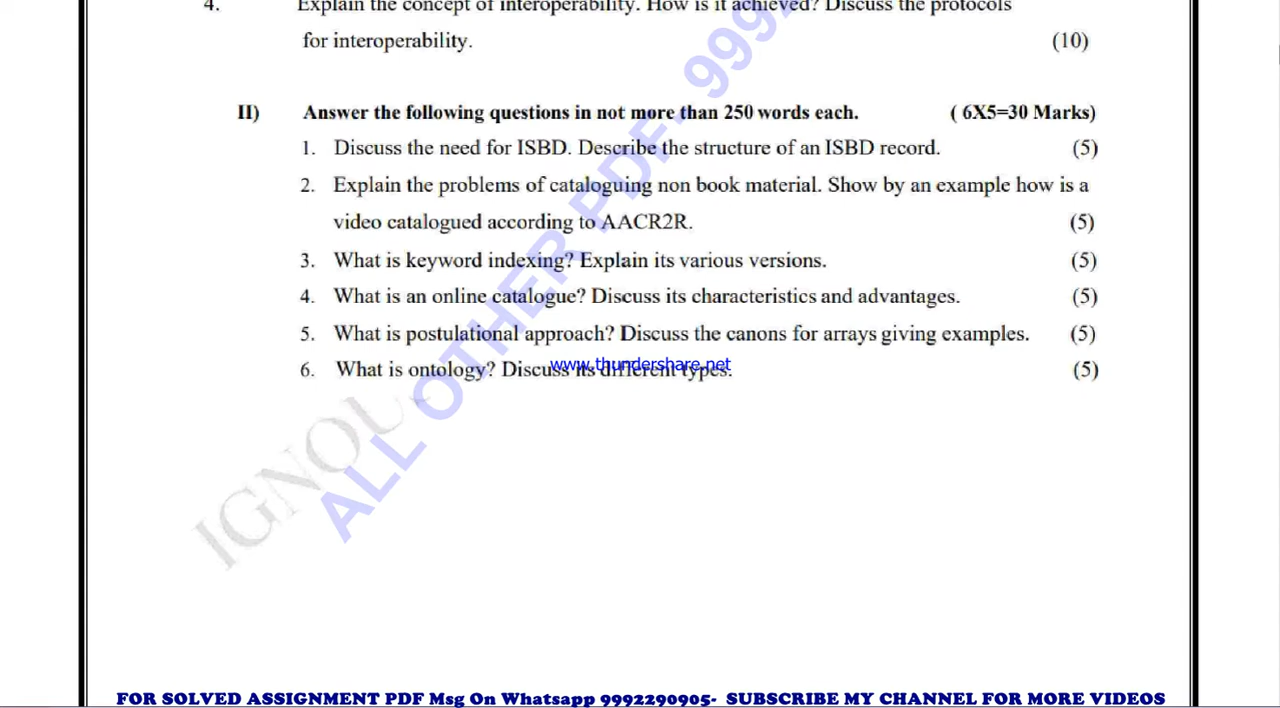 4. Explain the concept of interoperability. How is it achieved? Discuss the protocols
for interoperability. (10)
II) Answer the following questions in not more than 250 words each. ( 6X5=30 Marks)
1. Discuss the need for ISBD. Describe the structure of an ISBD record. (5)
2. Explain the problems of cataloguing non book material. Show by an example how is a
video catalogued according to AACR2R. (5)
3. What is keyword indexing? Explain its various versions. (5)
4. What is an online catalogue? Discuss its characteristics and advantages. (5)
5. What is postulational approach? Discuss the canons for arrays giving examples. (5)
6. What is ontology? Discuss its different types. (5)
www.thundershare.net
IGNOU
ALL OTHER PDF- 999
FOR SOLVED ASSIGNMENT PDF Msg On Whatsapp 9992290905- SUBSCRIBE MY CHANNEL FOR MORE VIDEOS